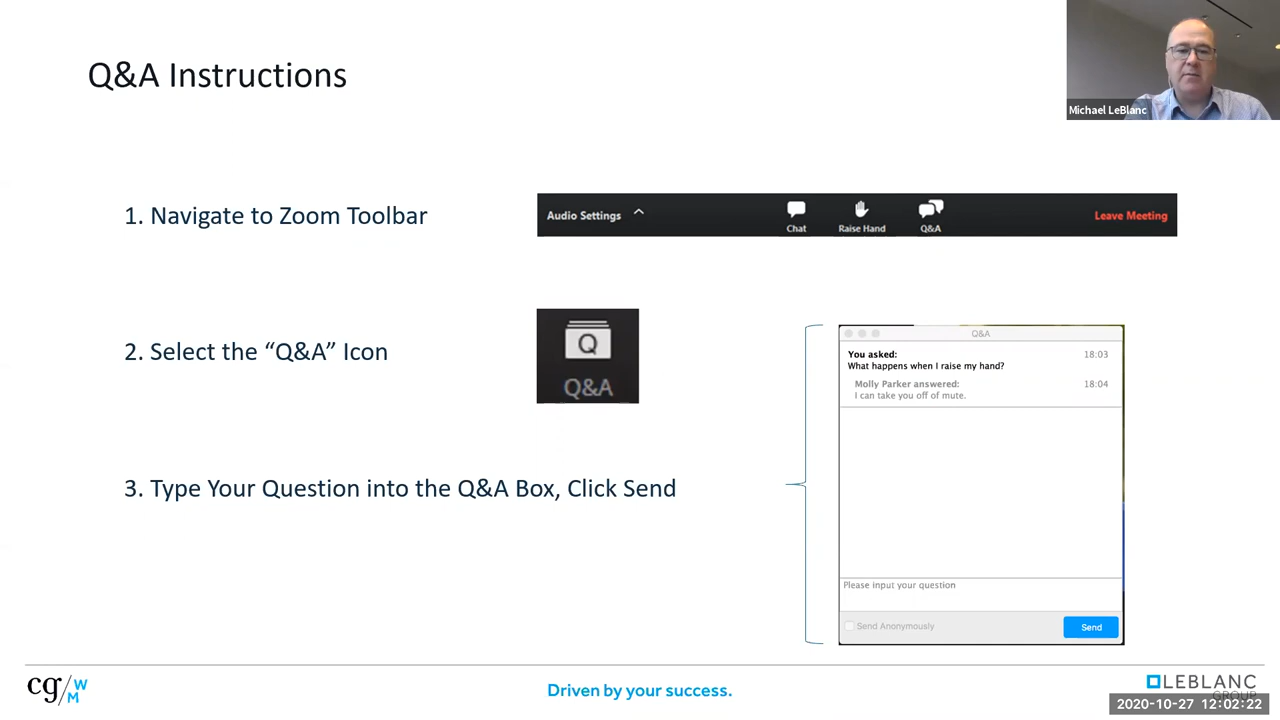 Q&A Instructions
Michael LeBlanc
1. Navigate to Zoom Toolbar
Audio Settings
Chat
Raise Hand
Q&A
Leave Meeting
2. Select the “Q&A” Icon
Q
Q&A
3. Type Your Question into the Q&A Box, Click Send
Q&A
You asked: 18:03
What happens when I raise my hand?
Molly Parker answered: 18:04
I can take you off of mute.
Please input your question
Send Anonymously
Send
cg/WM
Driven by your success.
LEBLANC
GROUP
2020-10-27 12:02:22